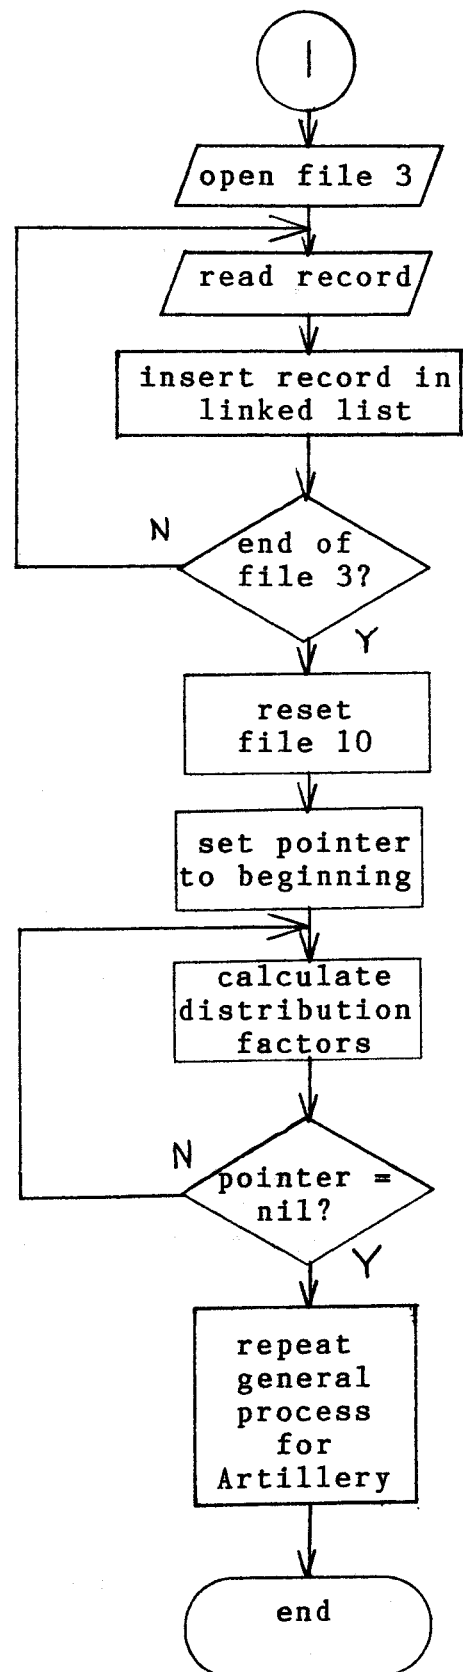 1
open file 3
read record
insert record in
linked list
N
end of
file 3?
Y
reset
file 10
set pointer
to beginning
calculate
distribution
factors
N
pointer =
nil?
Y
repeat
general
process
for
Artillery
end